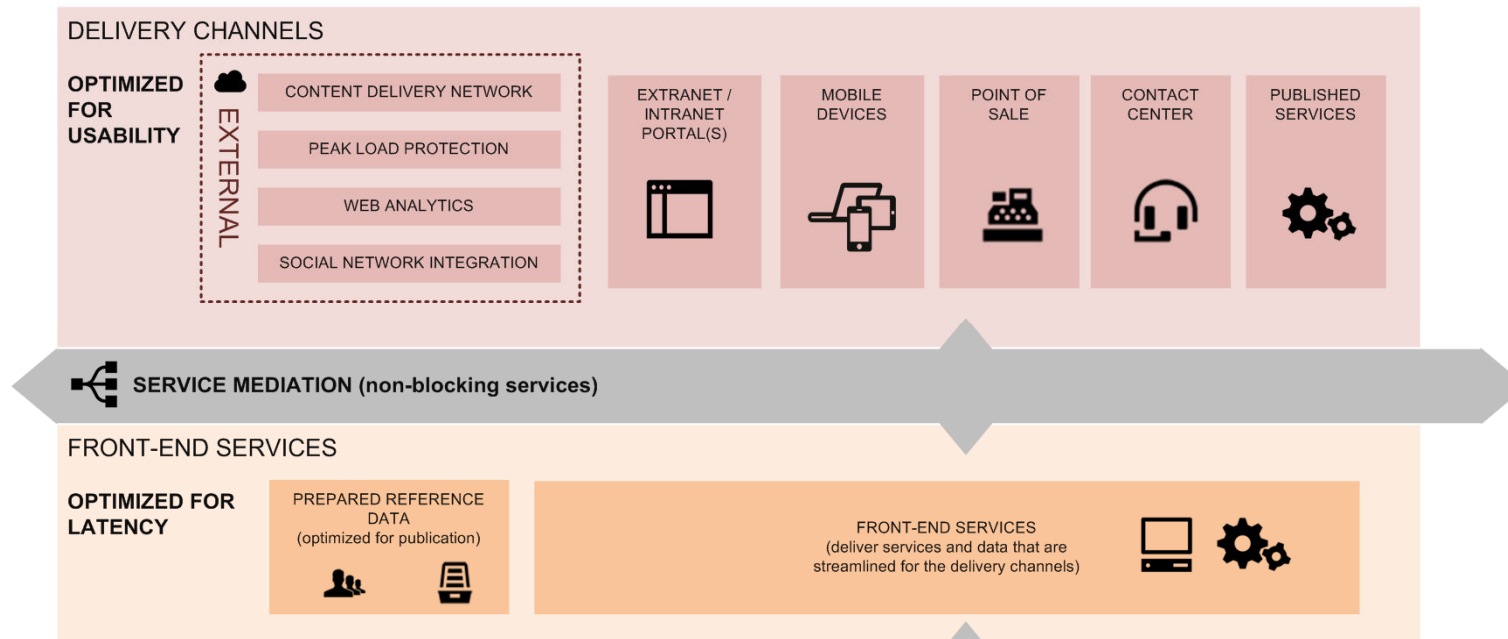 DELIVERY CHANNELS
OPTIMIZED
FOR
USABILITY
EXTERNAL
CONTENT DELIVERY NETWORK
PEAK LOAD PROTECTION
WEB ANALYTICS
SOCIAL NETWORK INTEGRATION
EXTRANET /
INTRANET
PORTAL(S)
MOBILE
DEVICES
POINT OF
SALE
CONTACT
CENTER
PUBLISHED
SERVICES
SERVICE MEDIATION (non-blocking services)
FRONT-END SERVICES
OPTIMIZED FOR
LATENCY
PREPARED REFERENCE
DATA
(optimized for publication)
FRONT-END SERVICES
(deliver services and data that are
streamlined for the delivery channels)